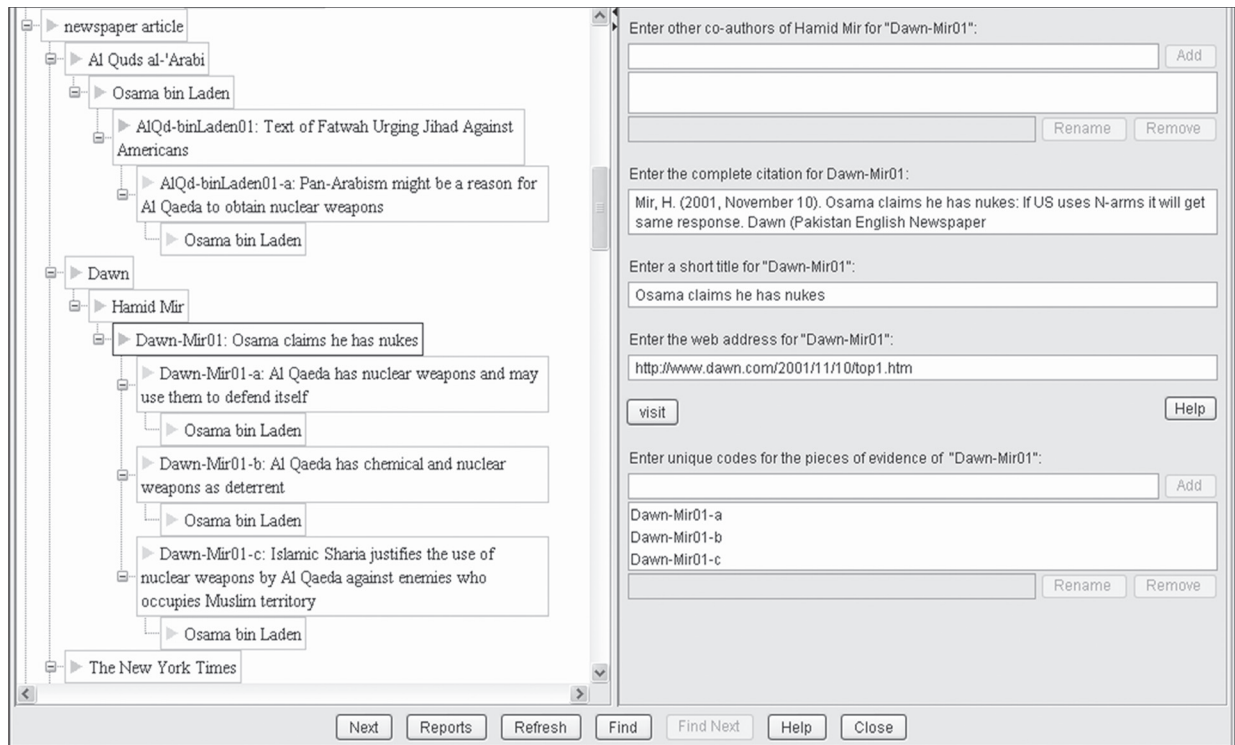 newspaper article
Al Quds al-'Arabi
Osama bin Laden
AlQd-binLaden01: Text of Fatwah Urging Jihad Against
Americans
AlQd-binLaden01-a: Pan-Arabism might be a reason for
Al Qaeda to obtain nuclear weapons
Osama bin Laden
Dawn
Hamid Mir
Dawn-Mir01: Osama claims he has nukes
Dawn-Mir01-a: Al Qaeda has nuclear weapons and may
use them to defend itself
Osama bin Laden
Dawn-Mir01-b: Al Qaeda has chemical and nuclear
weapons as deterrent
Osama bin Laden
Dawn-Mir01-c: Islamic Sharia justifies the use of
nuclear weapons by Al Qaeda against enemies who
occupies Muslim territory
Osama bin Laden
The New York Times
Enter other co-authors of Hamid Mir for "Dawn-Mir01":
Add
Rename Remove
Enter the complete citation for Dawn-Mir01:
Mir, H. (2001, November 10). Osama claims he has nukes: If US uses N-arms it will get
same response. Dawn (Pakistan English Newspaper
Enter a short title for "Dawn-Mir01":
Osama claims he has nukes
Enter the web address for "Dawn-Mir01":
http://www.dawn.com/2001/11/10/top1.htm
visit Help
Enter unique codes for the pieces of evidence of "Dawn-Mir01":
Add
Dawn-Mir01-a
Dawn-Mir01-b
Dawn-Mir01-c
Rename Remove
Next Reports Refresh Find Find Next Help Close